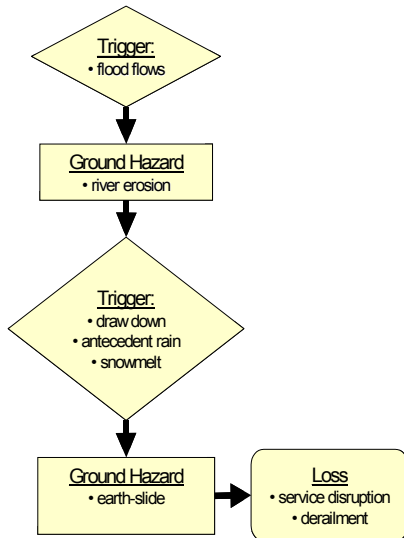 Trigger:
• flood flows
Ground Hazard
• river erosion
Trigger:
• draw down
• antecedent rain
• snowmelt
Ground Hazard
• earth-slide
Loss
• service disruption
• derailment